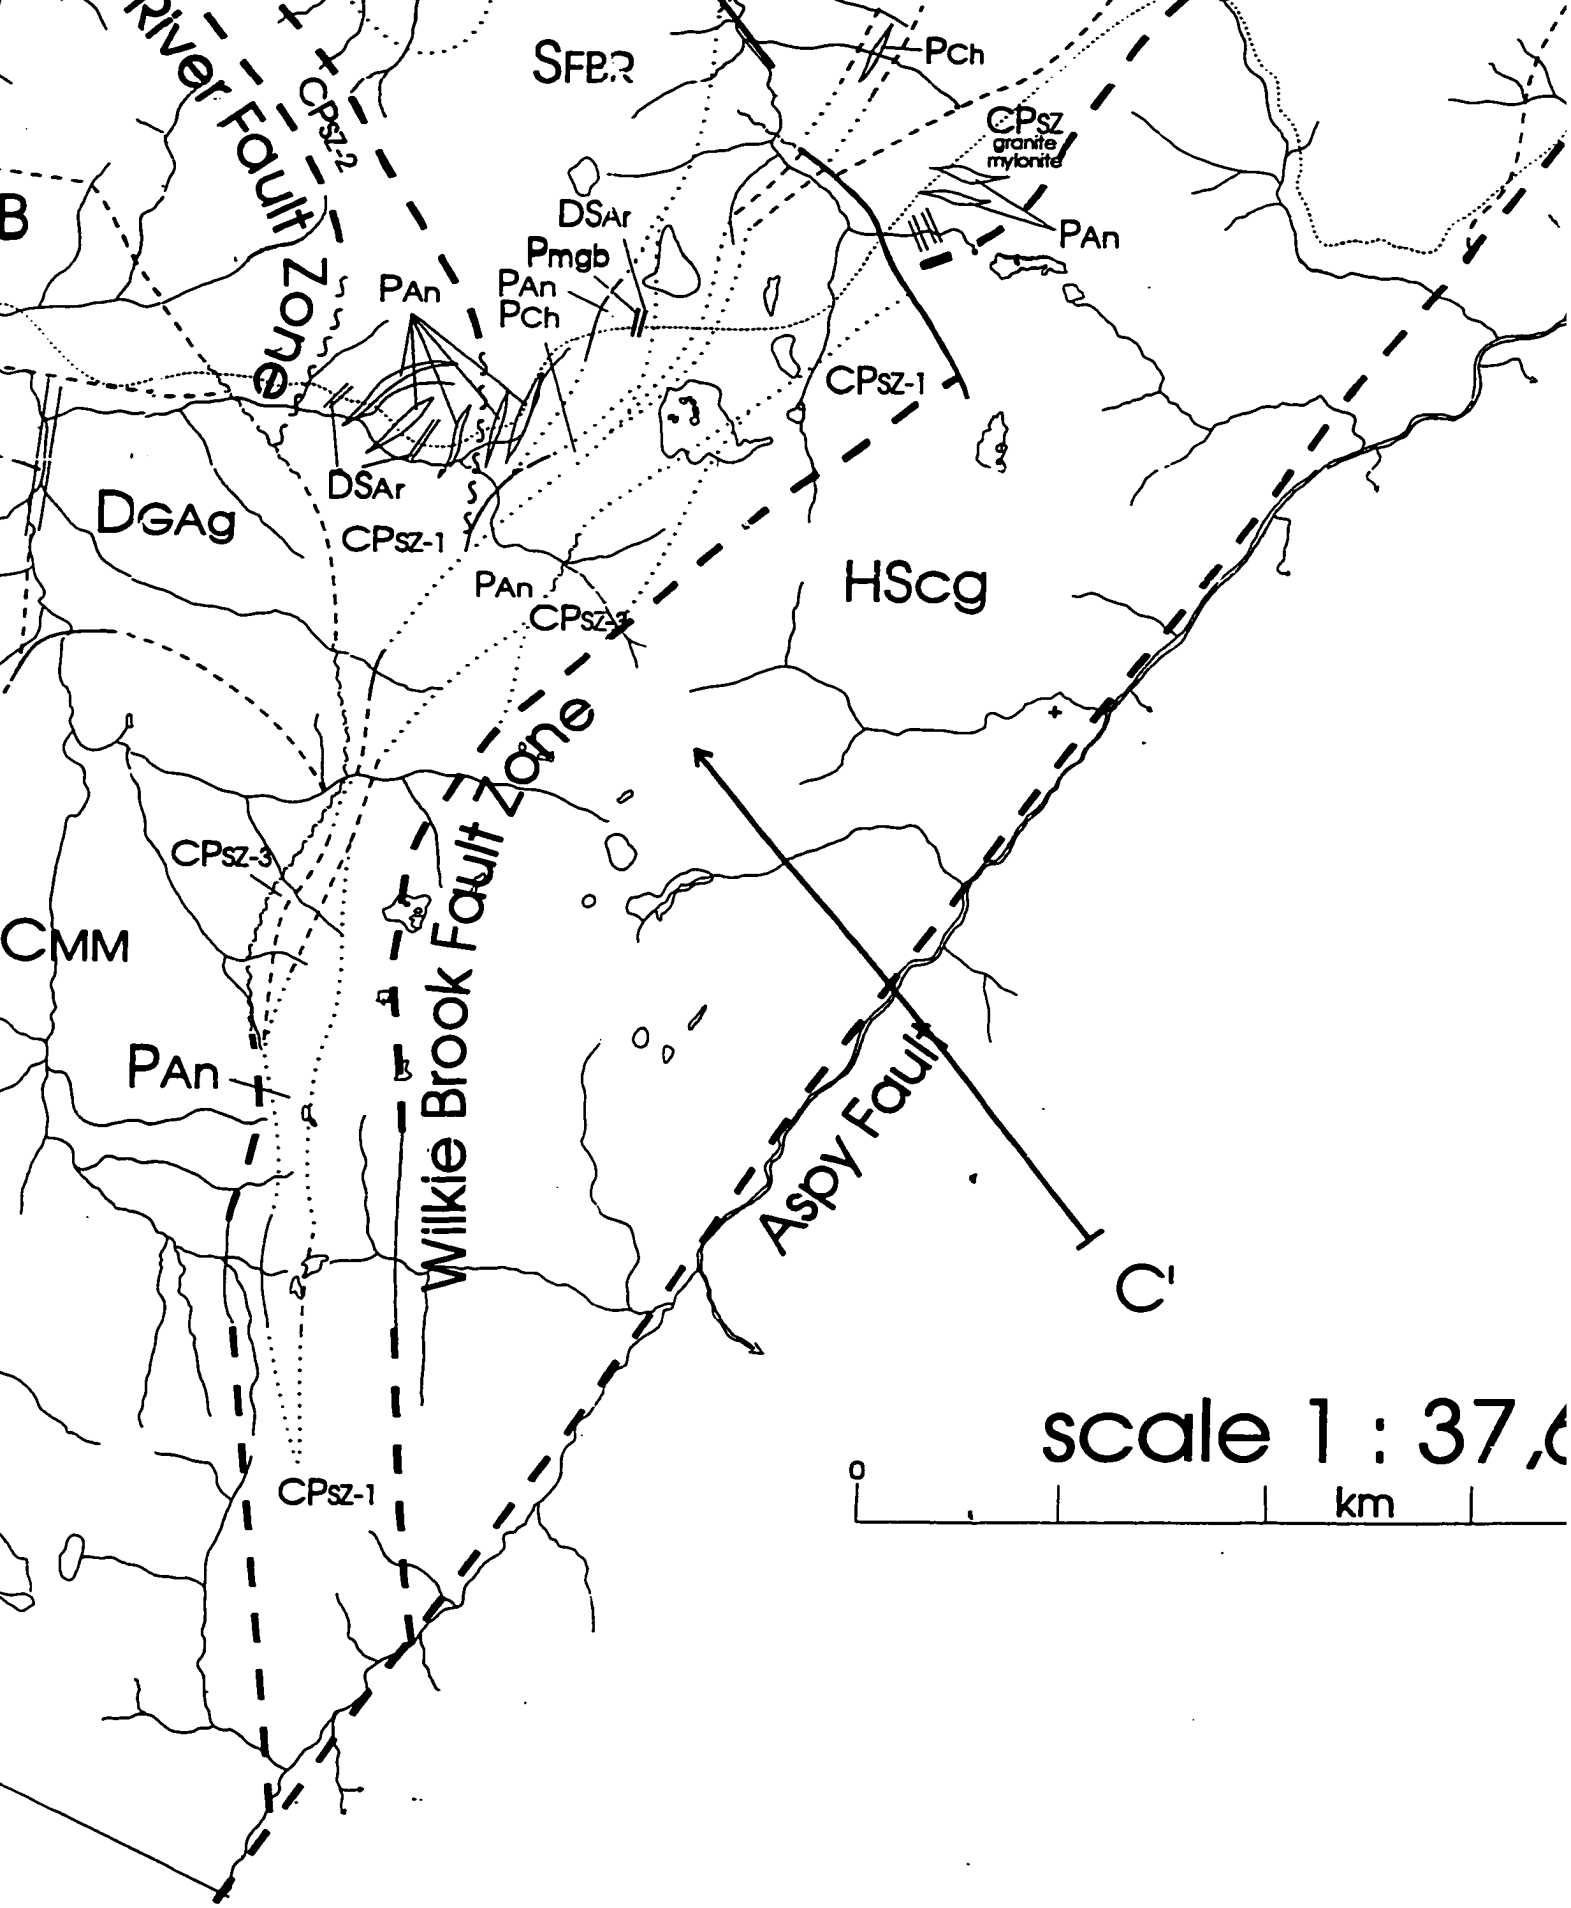 River Fault Zone
CPsz-2
SFBR
PCh
CPsz
granite
mylonite
B
DSAr
PAn
Pmgb
PAn
PAn
PCh
CPsz-1
DSAr
DGAg
CPsz-1
HScg
PAn
CPsz-3
Wilkie Brook Fault Zone
CPsz-3
CMM
PAn
Aspy Fault
C'
scale 1 : 37,6
0
km
CPsz-1